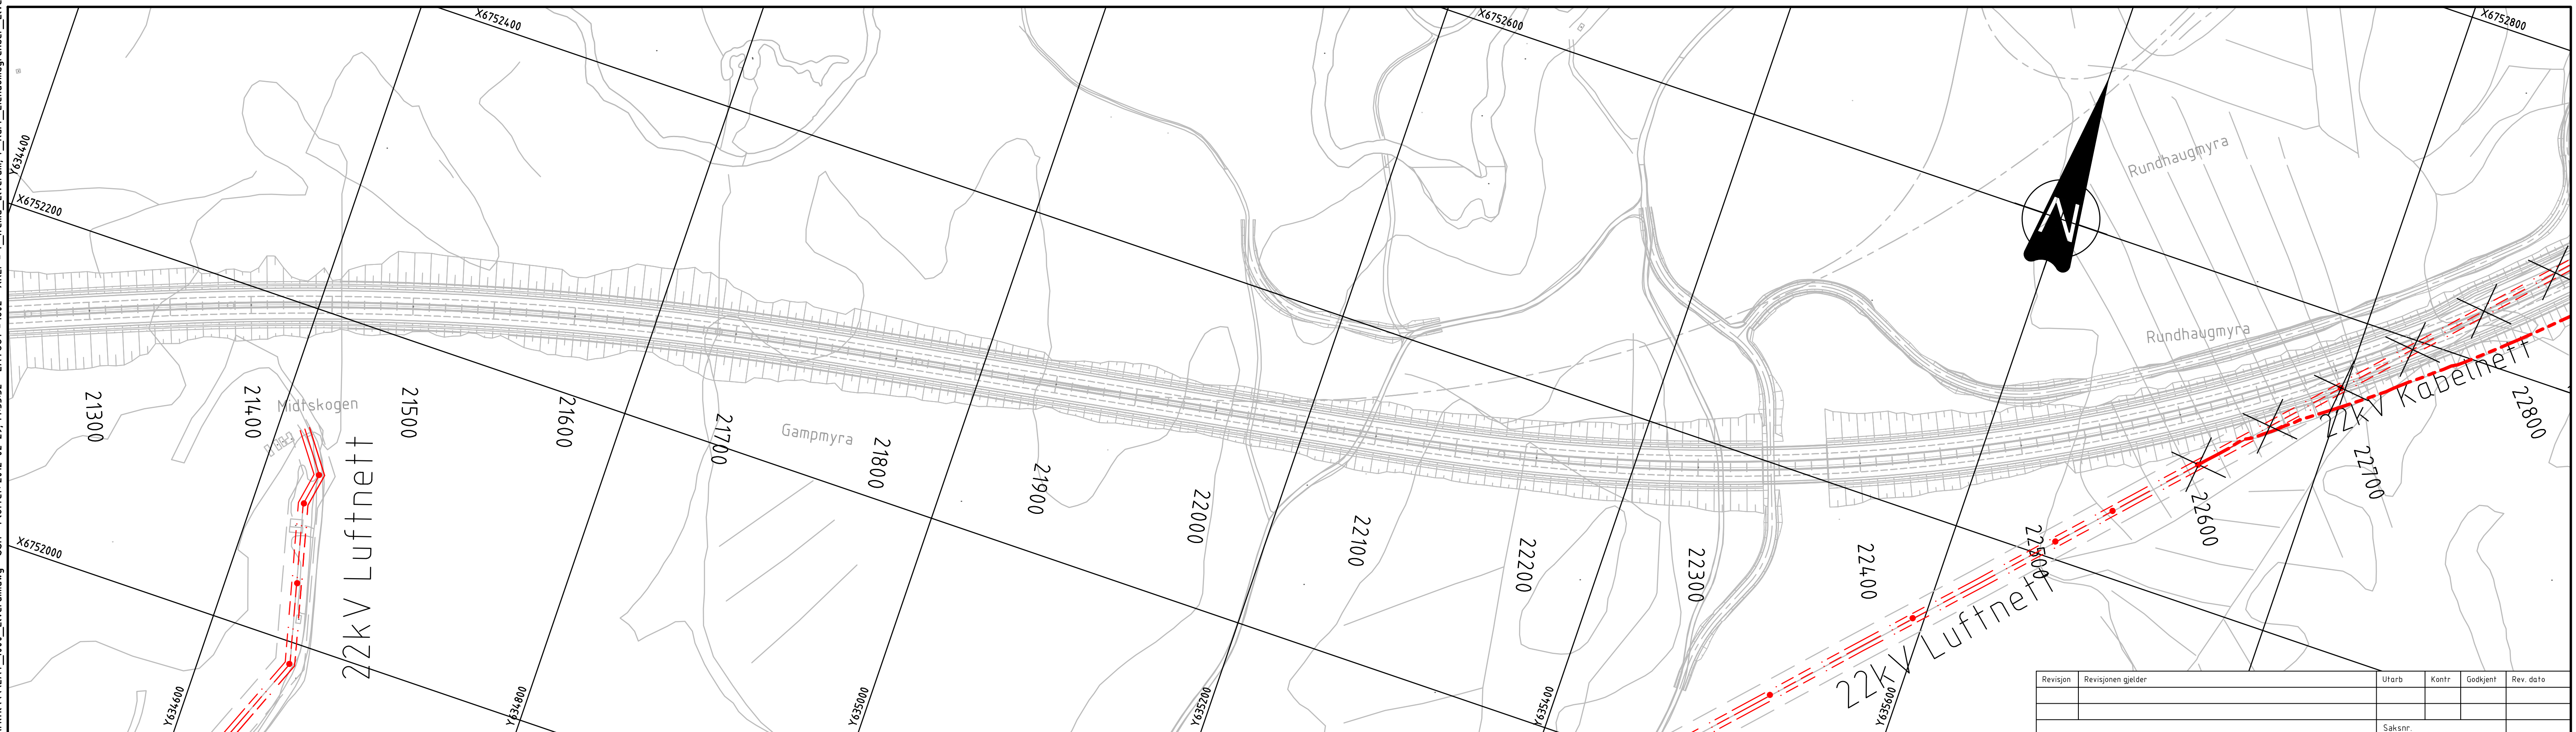 X6752400
X6752600
X6752800
Y634400
X6752200
N
Rundhaugmyra
Rundhaugmyra
21300
21400
Midtskogen
21500
21600
21700
Gampmyra
21800
21900
22000
22100
22200
22300
22400
22500
22600
22700
22800
22kV Luftnett
22kV Kabelnett
22kV Luftnett
X6752000
Y634600
Y634800
Y635000
Y635200
Y635400
Y635600
Revisjon Revisjonen gjelder Utarb Kontr Godkjent Rev. dato
Saksnr.